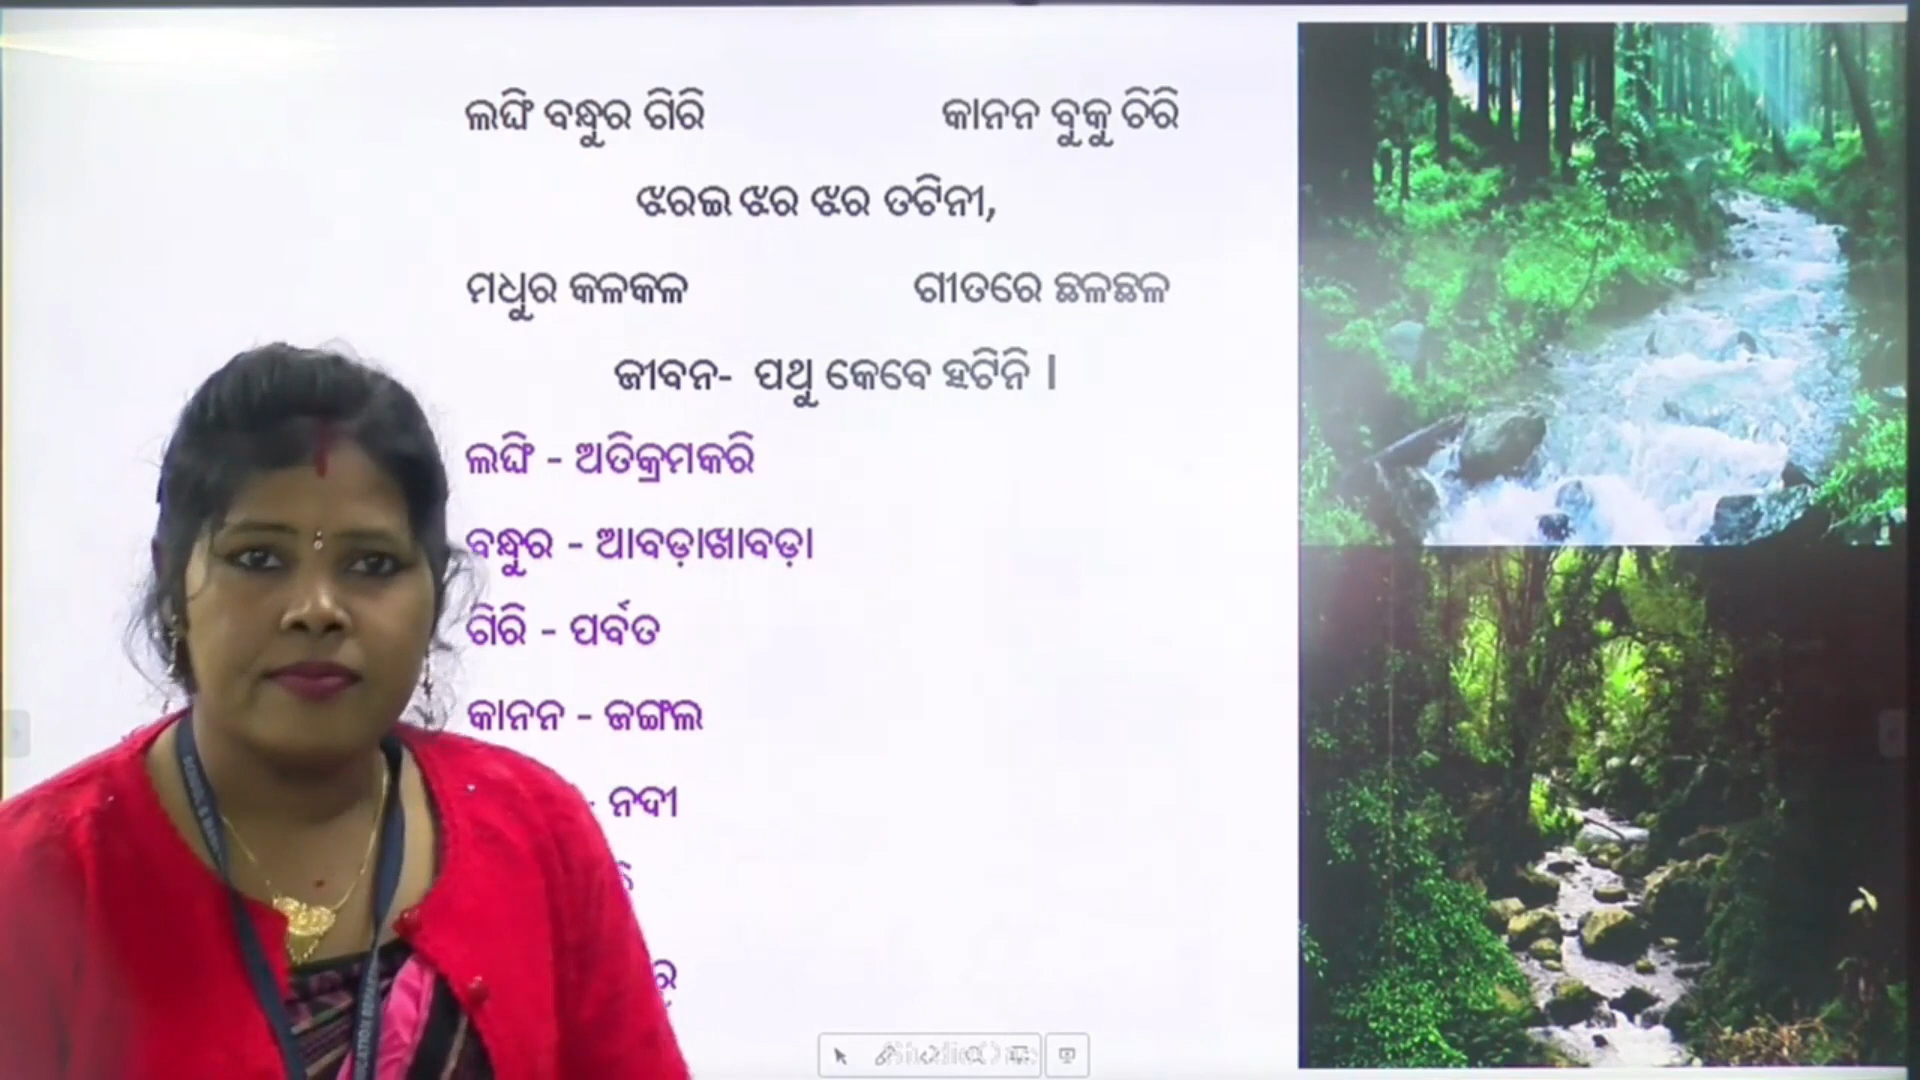 ଲଙ୍ଘି ବନ୍ଧୁର ଗିରି କାନନ ବୁକୁ ଚିରି
ଝରଇ ଝର ଝର ତଟିନୀ,
ମଧୁର କଳକଳ ଗୀତରେ ଛଳଛଳ
ଜୀବନ- ପଥୁ କେବେ ହଟିନି ।
ଲଙ୍ଘି - ଅତିକ୍ରମକରି
ବନ୍ଧୁର - ଆବଡ଼ାଖାବଡ଼ା
ଗିରି - ପର୍ବତ
କାନନ - ଜଙ୍ଗଲ
- ନଦୀ